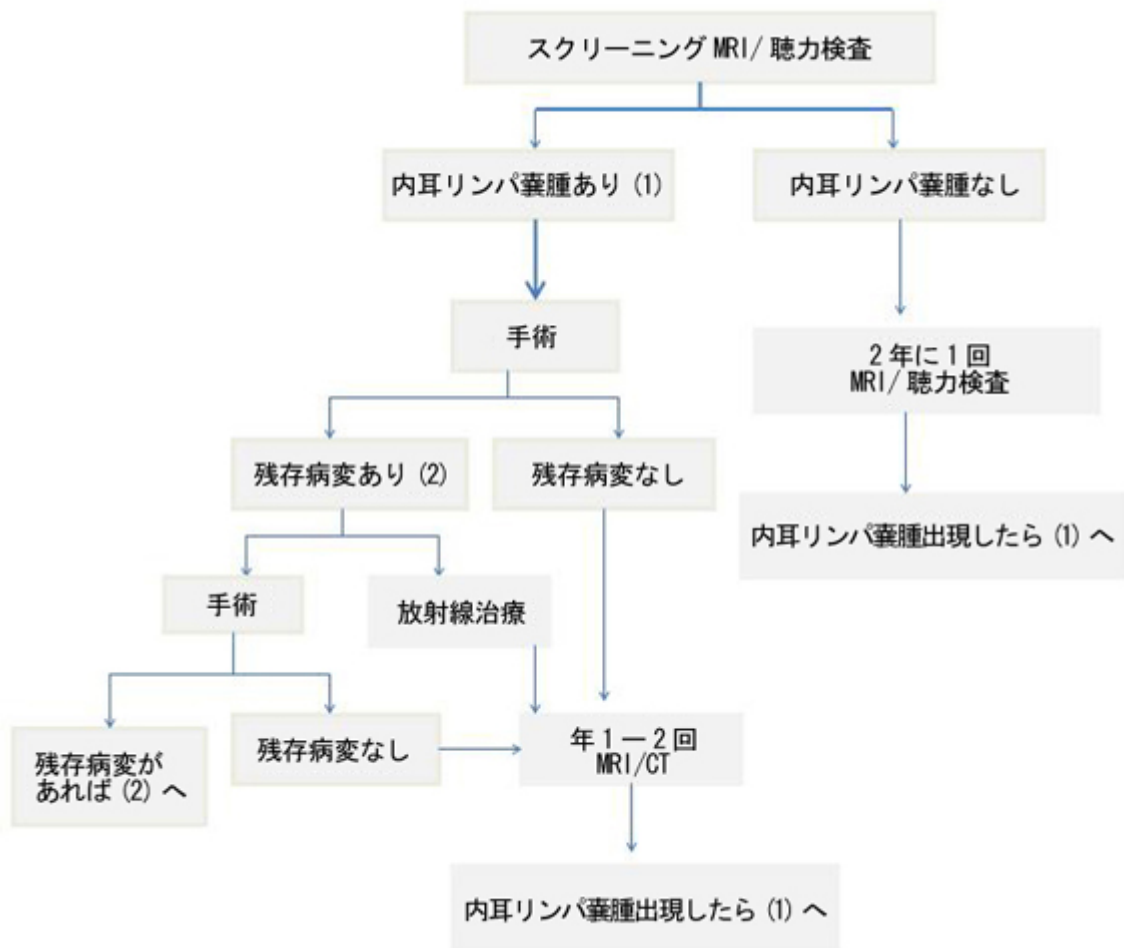 スクリーニング MRI/ 聴力検査
内耳リンパ嚢腫あり (1)
内耳リンパ嚢腫なし
手術
2 年に 1 回
MRI/ 聴力検査
残存病変あり (2)
残存病変なし
内耳リンパ嚢腫出現したら (1) へ
手術
放射線治療
残存病変が
あれば (2) へ
残存病変なし
年 1 ー 2 回
MRI/CT
内耳リンパ嚢腫出現したら (1) へ